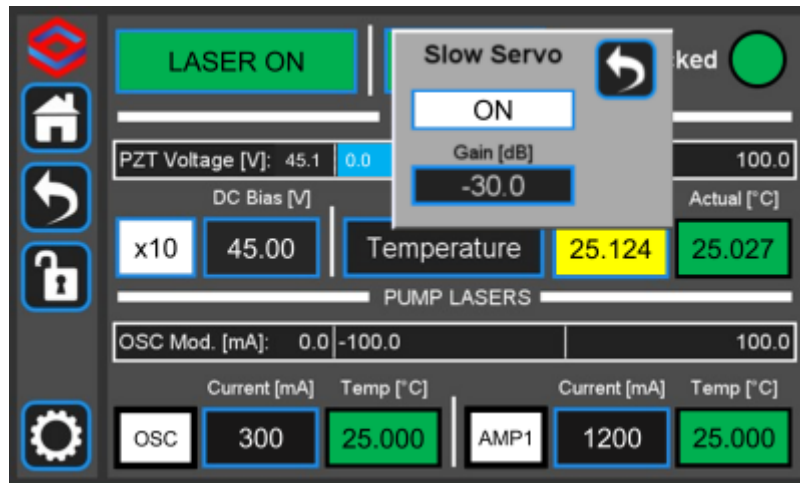 LASER ON
Slow Servo
ked
ON
Gain [dB]
-30.0
PZT Voltage [V]: 45.1 0.0 100.0
DC Bias [V] Actual [°C]
x10 45.00 Temperature 25.124 25.027
PUMP LASERS
OSC Mod. [mA]: 0.0 -100.0 100.0
Current [mA] Temp [°C] Current [mA] Temp [°C]
OSC 300 25.000 AMP1 1200 25.000